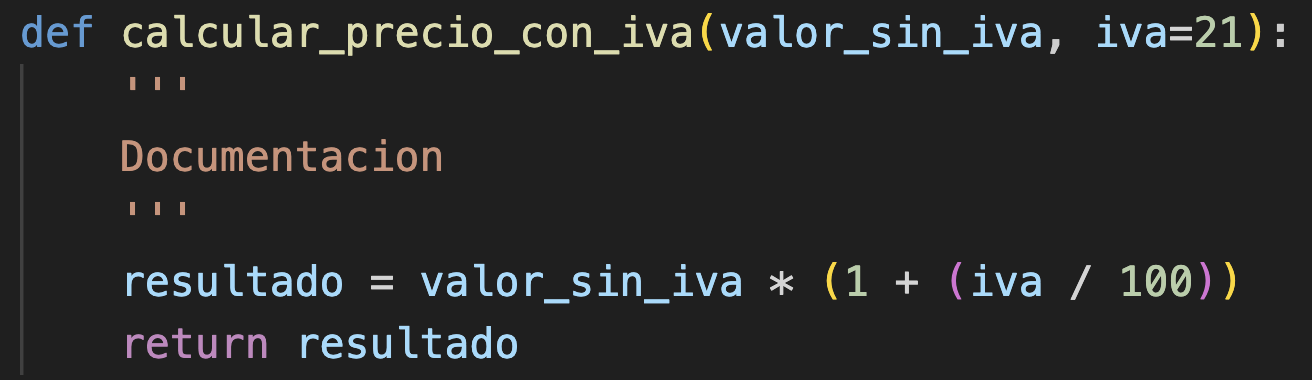 def calcular_precio_con_iva(valor_sin_iva, iva=21):
    '''
    Documentacion
    '''
    resultado = valor_sin_iva * (1 + (iva / 100))
    return resultado